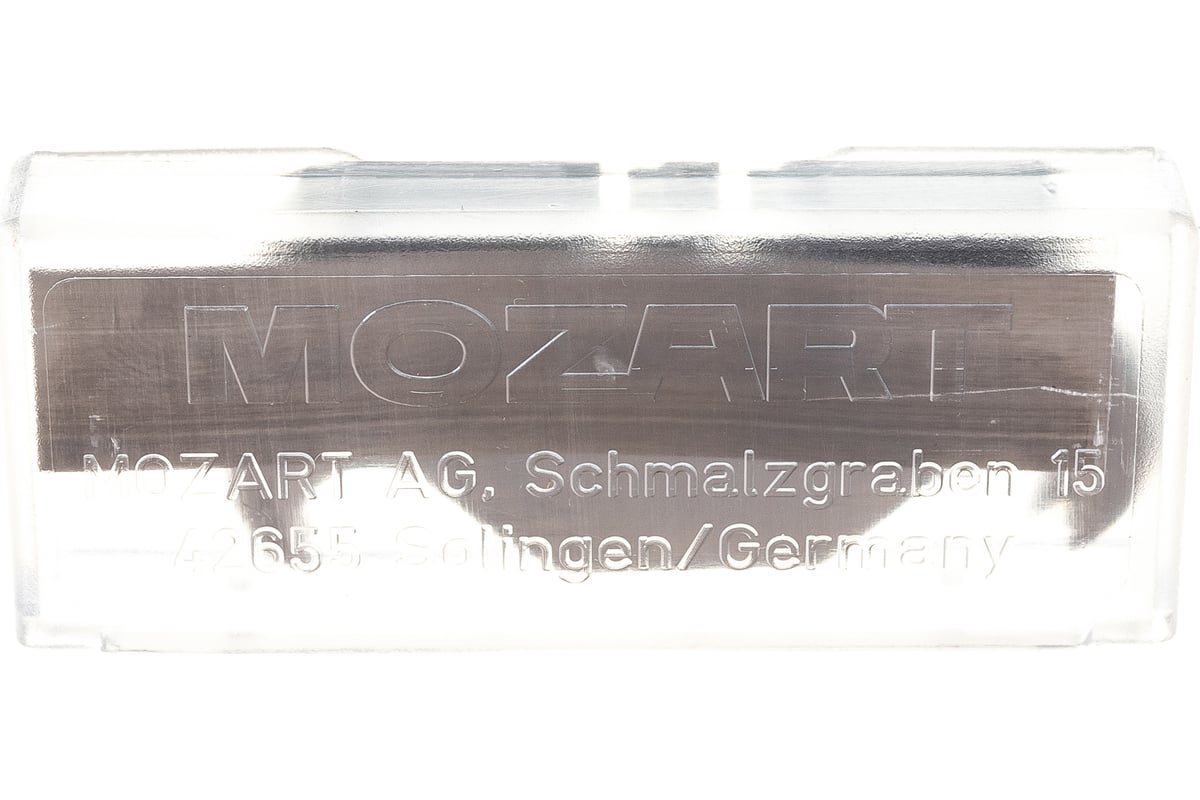 MOZART
MOZART AG, Schmalzgraben 15
42655 Solingen/Germany